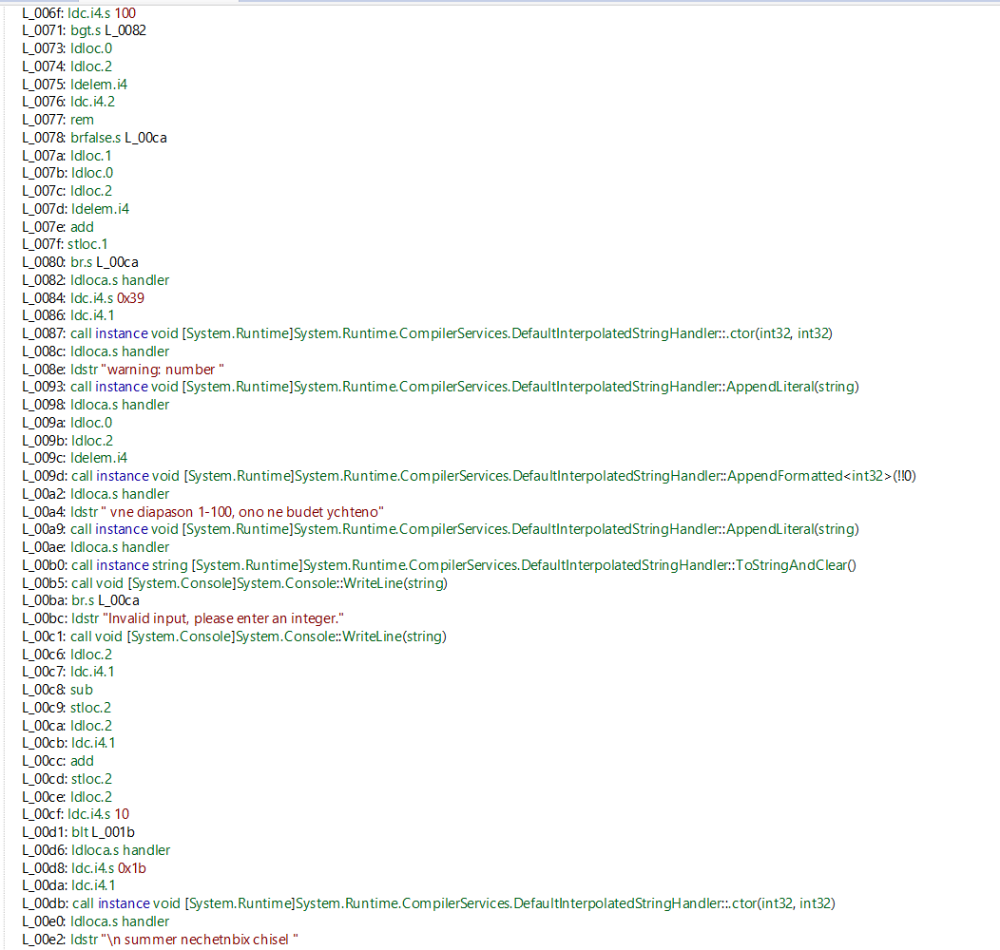 L_006f: ldc.i4.s 100
L_0071: bgt.s L_0082
L_0073: ldloc.0
L_0074: ldloc.2
L_0075: ldelem.i4
L_0076: ldc.i4.2
L_0077: rem
L_0078: brfalse.s L_00ca
L_007a: ldloc.1
L_007b: ldloc.0
L_007c: ldloc.2
L_007d: ldelem.i4
L_007e: add
L_007f: stloc.1
L_0080: br.s L_00ca
L_0082: ldloca.s handler
L_0084: ldc.i4.s 0x39
L_0086: ldc.i4.1
L_0087: call instance void [System.Runtime]System.Runtime.CompilerServices.DefaultInterpolatedStringHandler::.ctor(int32, int32)
L_008c: ldloca.s handler
L_008e: ldstr "warning: number "
L_0093: call instance void [System.Runtime]System.Runtime.CompilerServices.DefaultInterpolatedStringHandler::AppendLiteral(string)
L_0098: ldloca.s handler
L_009a: ldloc.0
L_009b: ldloc.2
L_009c: ldelem.i4
L_009d: call instance void [System.Runtime]System.Runtime.CompilerServices.DefaultInterpolatedStringHandler::AppendFormatted<int32>(!!0)
L_00a2: ldloca.s handler
L_00a4: ldstr " vne diapason 1-100, ono ne budet ychteno"
L_00a9: call instance void [System.Runtime]System.Runtime.CompilerServices.DefaultInterpolatedStringHandler::AppendLiteral(string)
L_00ae: ldloca.s handler
L_00b0: call instance string [System.Runtime]System.Runtime.CompilerServices.DefaultInterpolatedStringHandler::ToStringAndClear()
L_00b5: call void [System.Console]System.Console::WriteLine(string)
L_00ba: br.s L_00ca
L_00bc: ldstr "Invalid input, please enter an integer."
L_00c1: call void [System.Console]System.Console::WriteLine(string)
L_00c6: ldloc.2
L_00c7: ldc.i4.1
L_00c8: sub
L_00c9: stloc.2
L_00ca: ldloc.2
L_00cb: ldc.i4.1
L_00cc: add
L_00cd: stloc.2
L_00ce: ldloc.2
L_00cf: ldc.i4.s 10
L_00d1: blt L_001b
L_00d6: ldloca.s handler
L_00d8: ldc.i4.s 0x1b
L_00da: ldc.i4.1
L_00db: call instance void [System.Runtime]System.Runtime.CompilerServices.DefaultInterpolatedStringHandler::.ctor(int32, int32)
L_00e0: ldloca.s handler
L_00e2: ldstr "\n summer nechetnbix chisel "